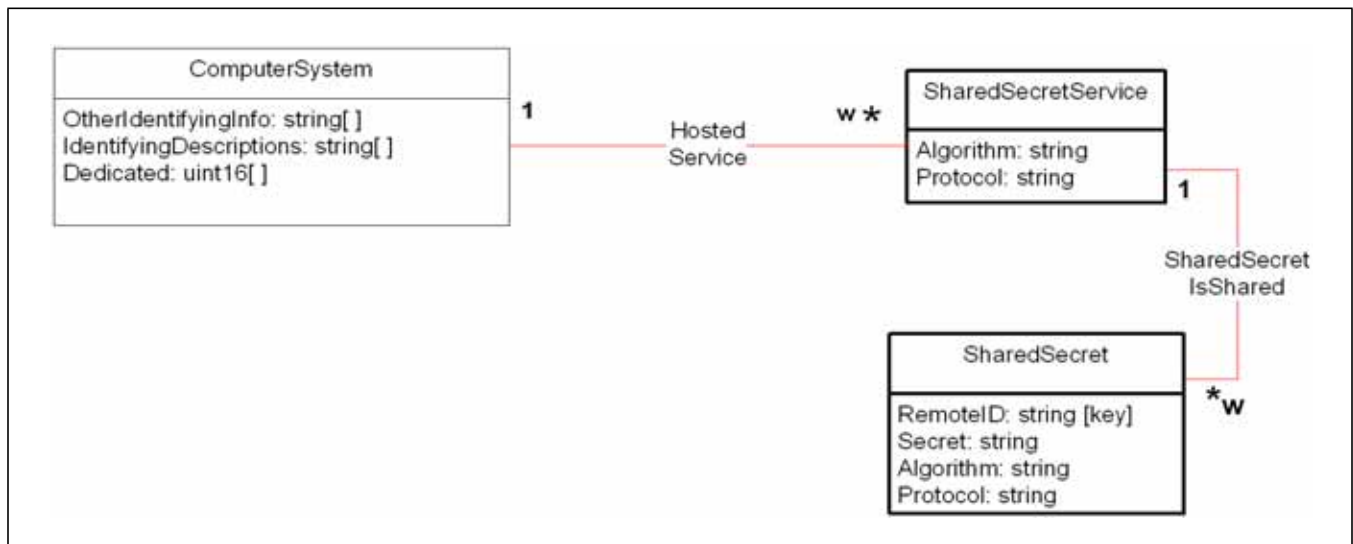 ComputerSystem
OtherIdentifyingInfo: string[ ]
IdentifyingDescriptions: string[ ]
Dedicated: uint16[ ]
1
Hosted
Service
w *
SharedSecretService
Algorithm: string
Protocol: string
1
SharedSecret
IsShared
*w
SharedSecret
RemoteID: string [key]
Secret: string
Algorithm: string
Protocol: string